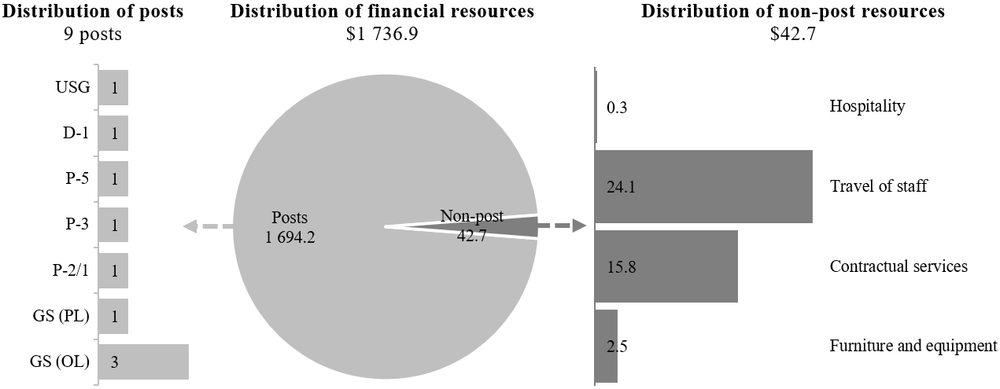 Distribution of posts
9 posts
USG
1
D-1
1
P-5
1
P-3
1
P-2/1
1
GS (PL)
1
GS (OL)
3
Distribution of financial resources
$1 736.9
Posts
1 694.2
Non-post
42.7
Distribution of non-post resources
$42.7
0.3
Hospitality
24.1
Travel of staff
15.8
Contractual services
2.5
Furniture and equipment